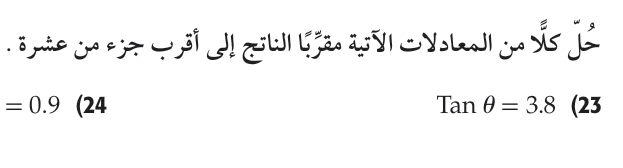 حُلّ كلًّا من المعادلات الآتية مقرِّبًا الناتج إلى أقرب جزء من عشرة .
23) Tan θ = 3.8
24) = 0.9